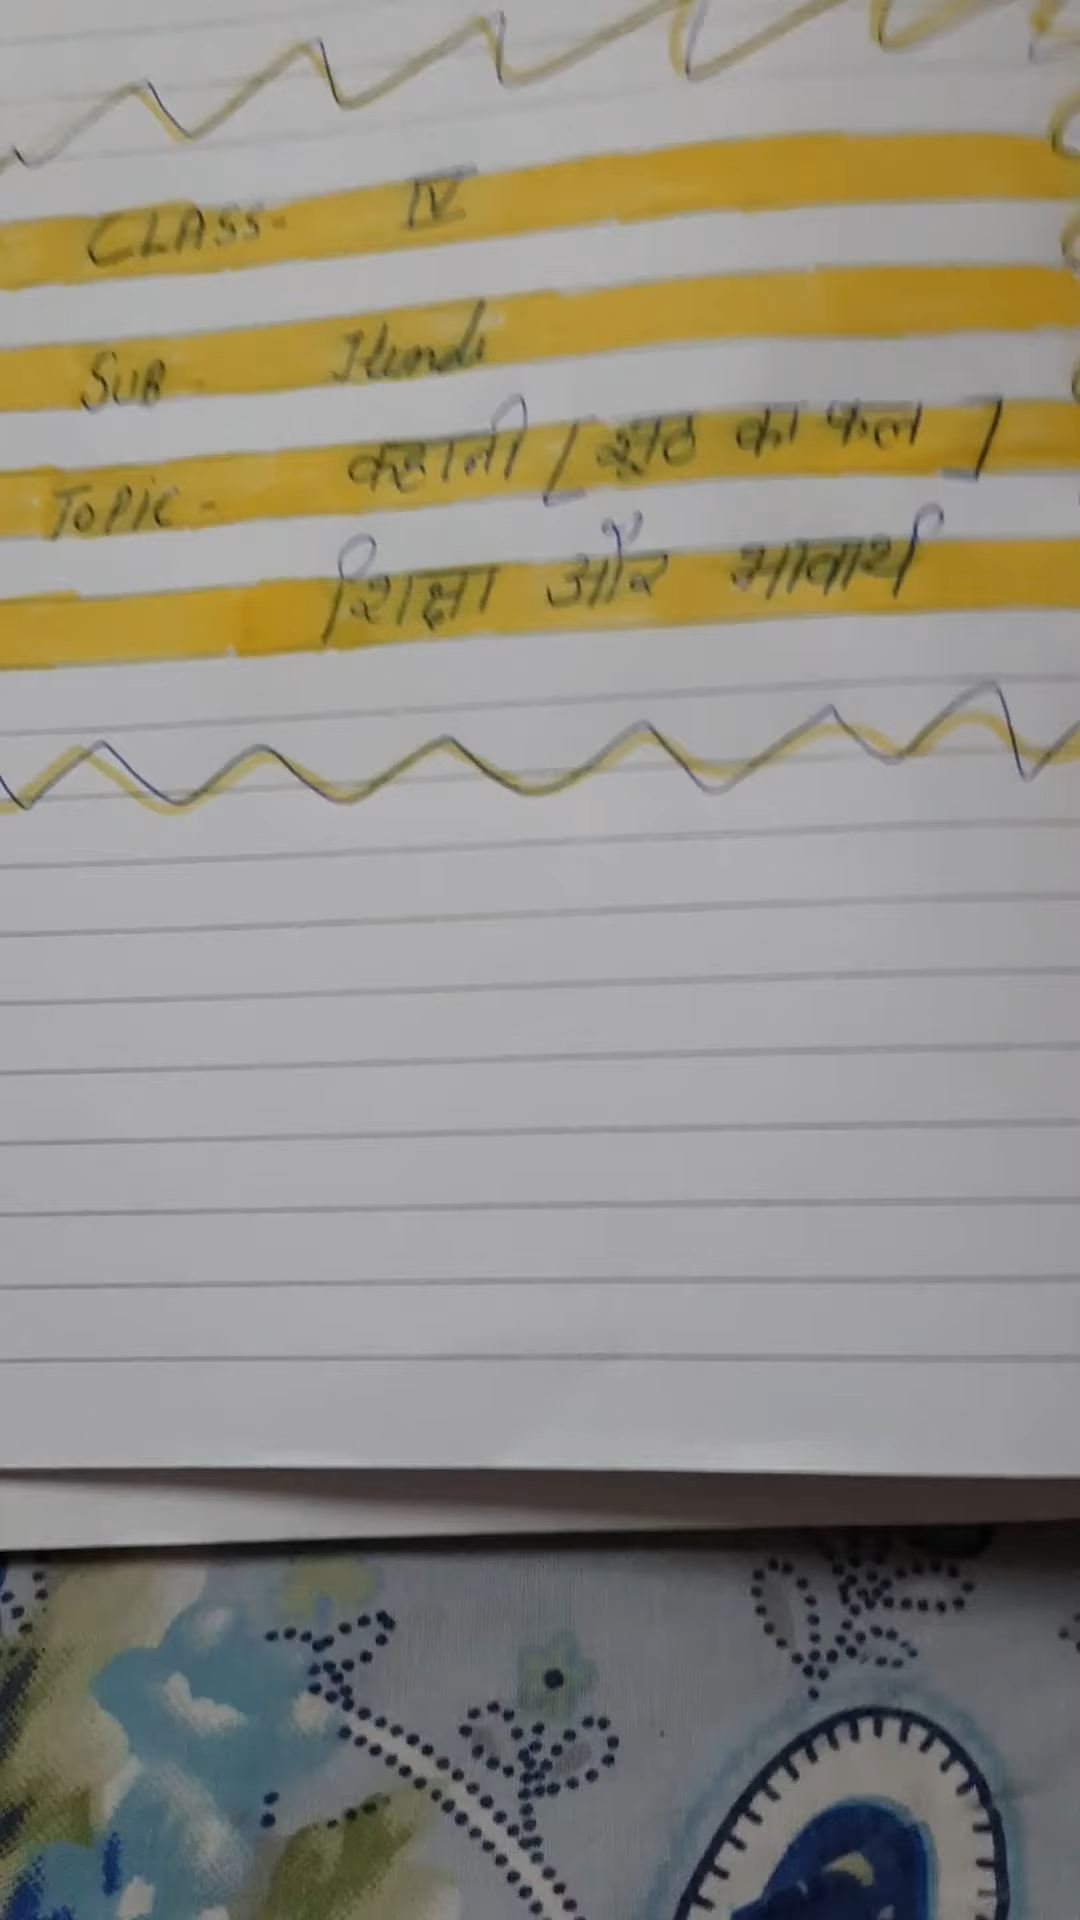 CLASS- IV
SUB - Hindi
TOPIC - कहानी [ झूठ का फल ]
शिक्षा और भावार्थ